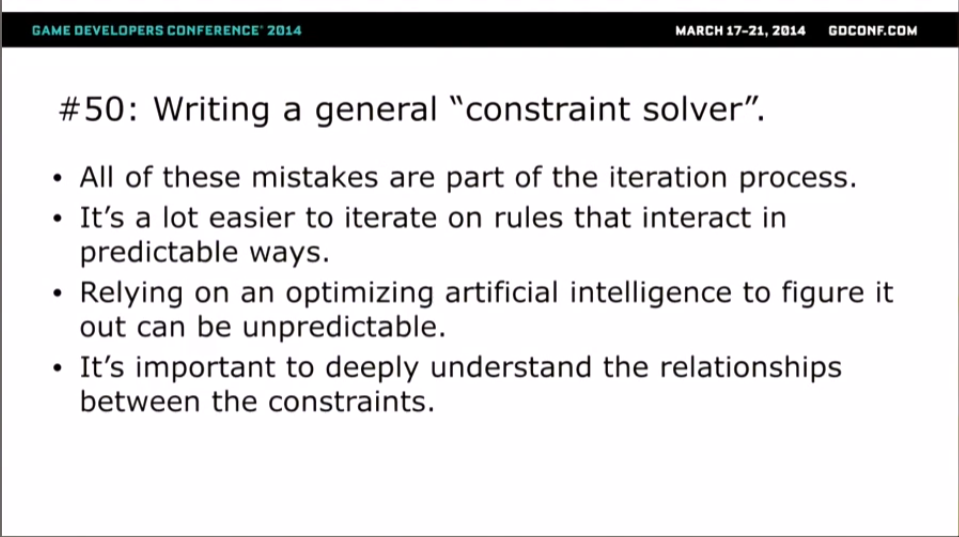 GAME DEVELOPERS CONFERENCE® 2014 MARCH 17-21, 2014 GDCONF.COM
#50: Writing a general “constraint solver”.
• All of these mistakes are part of the iteration process.
• It’s a lot easier to iterate on rules that interact in
predictable ways.
• Relying on an optimizing artificial intelligence to figure it
out can be unpredictable.
• It’s important to deeply understand the relationships
between the constraints.